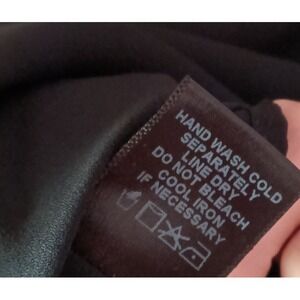 HAND WASH COLD
SEPARATELY
LINE DRY
DO NOT BLEACH
COOL IRON
IF NECESSARY